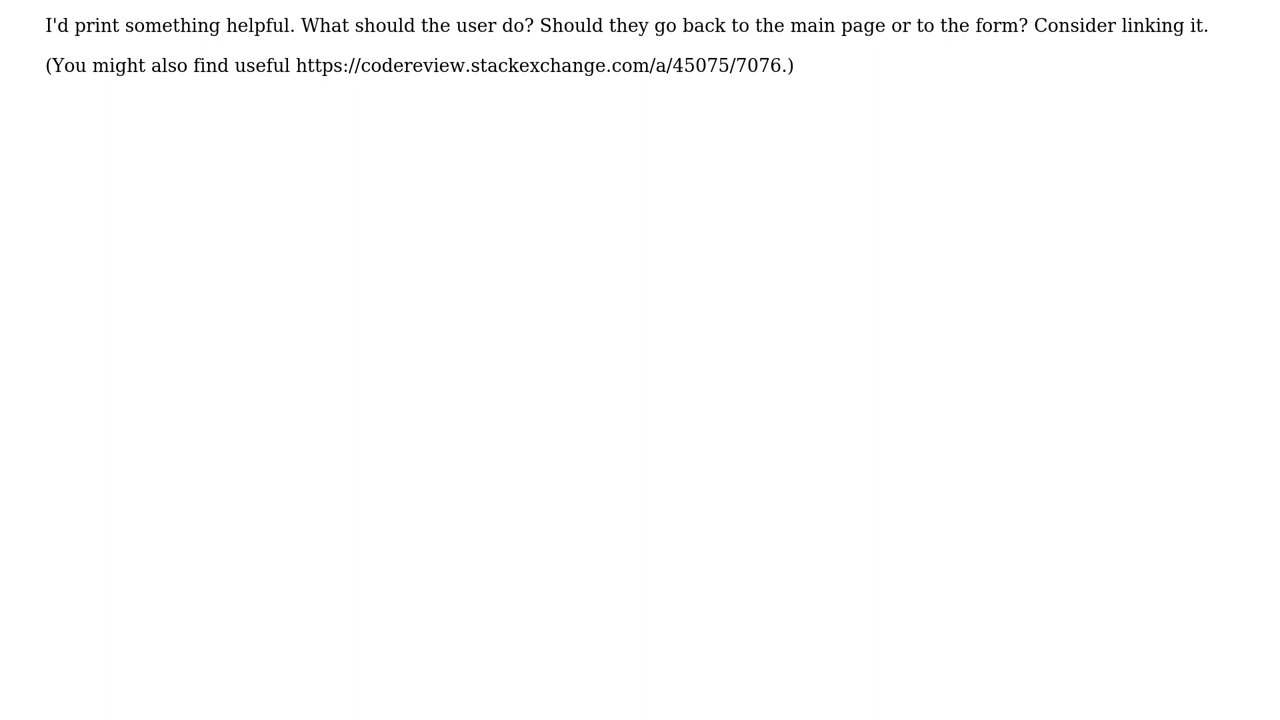 I'd print something helpful. What should the user do? Should they go back to the main page or to the form? Consider linking it.
(You might also find useful https://codereview.stackexchange.com/a/45075/7076.)